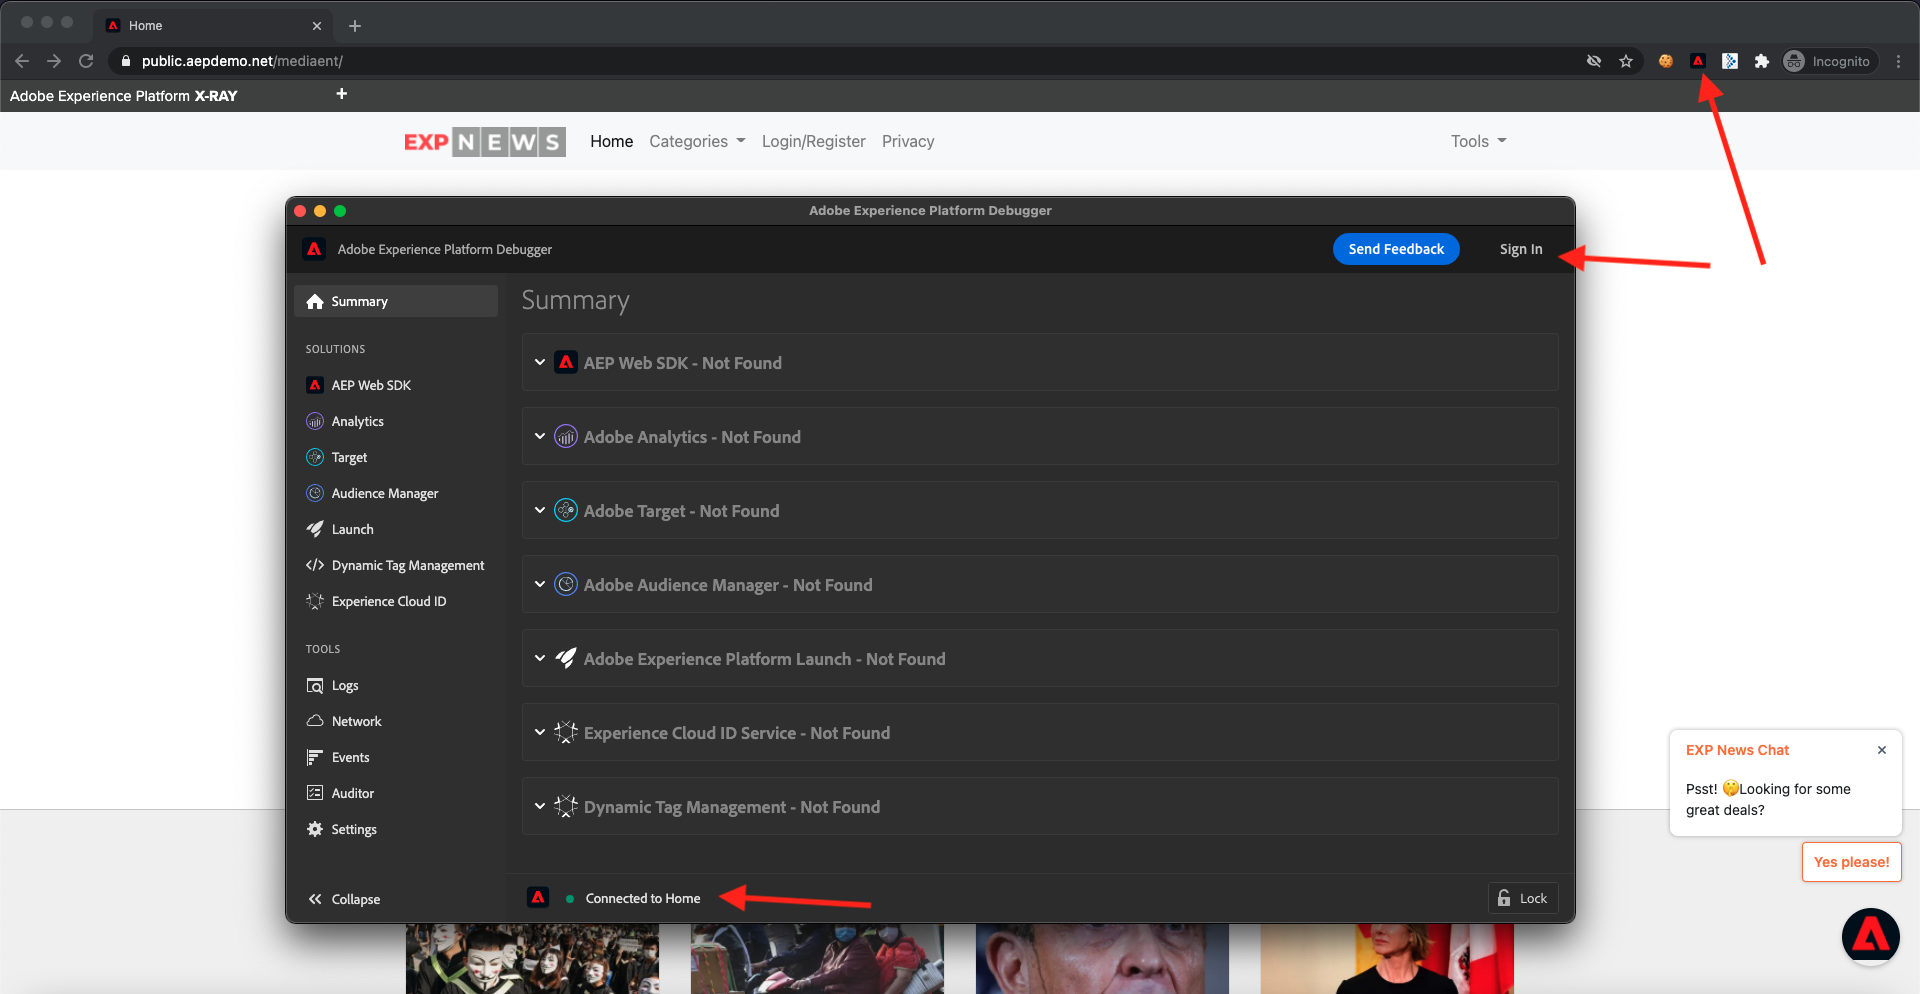 Home
public.aepdemo.net/mediaent/
Incognito
Adobe Experience Platform X-RAY
EXP NEWS Home Categories Login/Register Privacy Tools
Adobe Experience Platform Debugger
Adobe Experience Platform Debugger
Send Feedback
Sign In
Summary
SOLUTIONS
AEP Web SDK
Analytics
Target
Audience Manager
Launch
Dynamic Tag Management
Experience Cloud ID
TOOLS
Logs
Network
Events
Auditor
Settings
Collapse
Summary
AEP Web SDK - Not Found
Adobe Analytics - Not Found
Adobe Target - Not Found
Adobe Audience Manager - Not Found
Adobe Experience Platform Launch - Not Found
Experience Cloud ID Service - Not Found
Dynamic Tag Management - Not Found
Connected to Home
Lock
EXP News Chat
Psst! 🤫Looking for some
great deals?
Yes please!